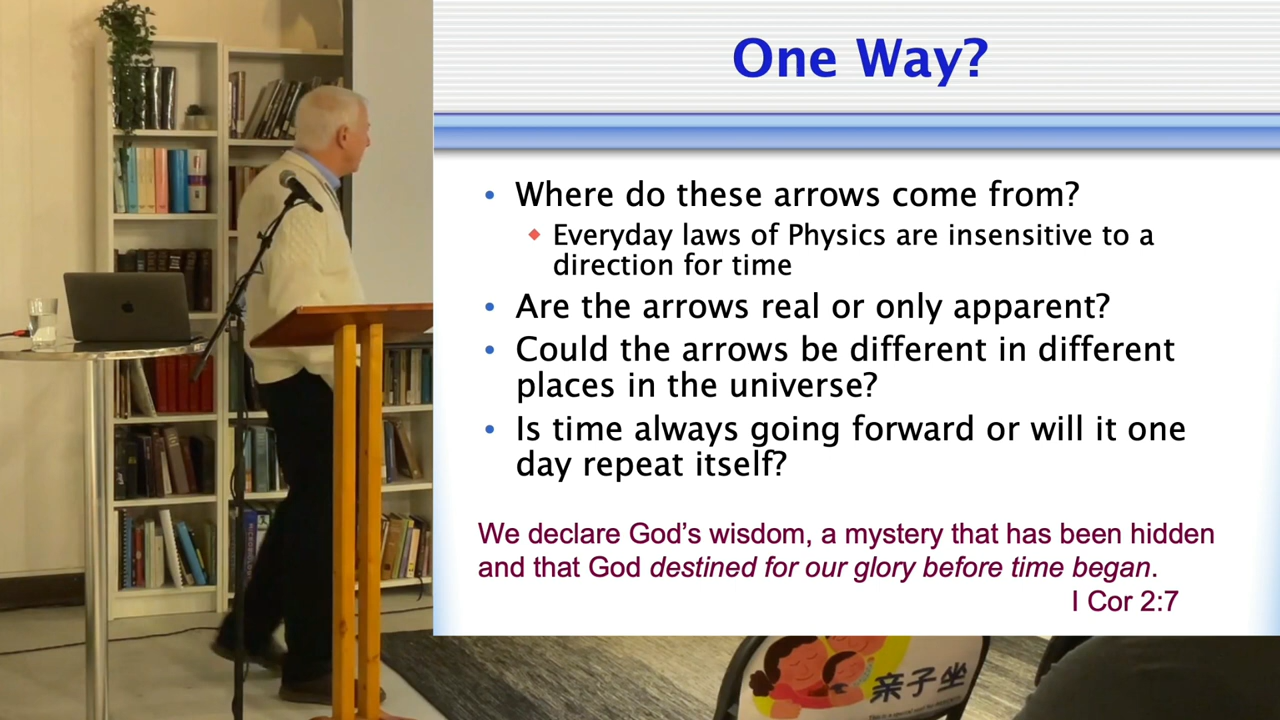 One Way?
• Where do these arrows come from?
◆ Everyday laws of Physics are insensitive to a
direction for time
• Are the arrows real or only apparent?
• Could the arrows be different in different
places in the universe?
• Is time always going forward or will it one
day repeat itself?
We declare God's wisdom, a mystery that has been hidden
and that God destined for our glory before time began.
I Cor 2:7
亲子坐